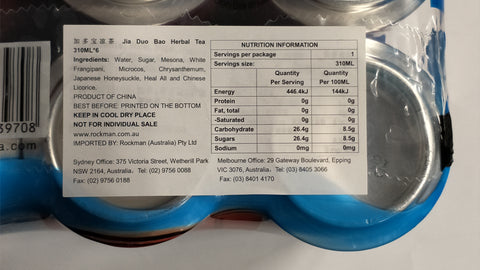 加多宝凉茶 Jia Duo Bao Herbal Tea
310ML*6
Ingredients: Water, Sugar, Mesona, White
Frangipani, Microcos, Chrysanthemum,
Japanese Honeysuckle, Heal All and Chinese
Licorice.
PRODUCT OF CHINA
BEST BEFORE: PRINTED ON THE BOTTOM
KEEP IN COOL DRY PLACE
NOT FOR INDIVIDUAL SALE
www.rockman.com.au
IMPORTED BY: Rockman (Australia) Pty Ltd
NUTRITION INFORMATION
Servings per package 1
Servings size: 310ML
Quantity Quantity
Per Serving Per 100ML
Energy 446.4kJ 144kJ
Protein 0g 0g
Fat, total 0g 0g
-Saturated 0g 0g
Carbohydrate 26.4g 8.5g
Sugars 26.4g 8.5g
Sodium 0mg 0mg
Sydney Office: 375 Victoria Street, Wetherill Park
NSW 2164, Australia Tel: (02) 9756 0088
Fax: (02) 9756 0188
Melbourne Office: 29 Gateway Boulevard, Epping
VIC 3076, Australia Tel: (03) 8405 3066
Fax: (03) 8401 4170
39708
a.com